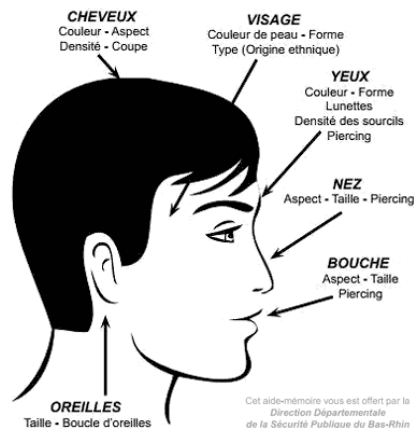 CHEVEUX
Couleur - Aspect
Densité - Coupe
VISAGE
Couleur de peau - Forme
Type (Origine ethnique)
YEUX
Couleur - Forme
Lunettes
Densité des sourcils
Piercing
NEZ
Aspect - Taille - Piercing
BOUCHE
Aspect - Taille
Piercing
OREILLES
Taille - Boucle d'oreilles
Cet aide-mémoire vous est offert par la
Direction Départementale
de la Sécurité Publique du Bas-Rhin